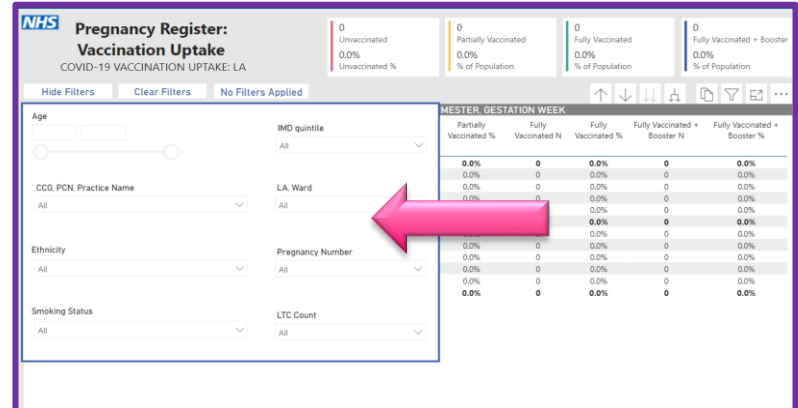 NHS
Pregnancy Register:
Vaccination Uptake
COVID-19 VACCINATION UPTAKE: LA
0
Unvaccinated
0.0%
Unvaccinated %
0
Partially Vaccinated
0.0%
% of Population
0
Fully Vaccinated
0.0%
% of Population
0
Fully Vaccinated + Booster
0.0%
% of Population
Hide Filters
Clear Filters
No Filters Applied
Age
IMD quintile
All
CCG, PCN, Practice Name
All
LA, Ward
All
Ethnicity
All
Pregnancy Number
All
Smoking Status
All
LTC Count
All
MESTER, GESTATION WEEK
Partially Vaccinated % Fully Vaccinated N Fully Vaccinated % Fully Vaccinated + Booster N Fully Vaccinated + Booster %
0.0% 0 0.0% 0 0.0%
0.0% 0 0.0% 0 0.0%
0.0% 0 0.0% 0 0.0%
0.0% 0 0.0% 0 0.0%
0.0% 0 0.0%
0.0% 0 0.0%
0.0% 0 0.0%
0.0% 0 0.0% 0 0.0%
0.0% 0 0.0% 0 0.0%
0.0% 0 0.0% 0 0.0%
0.0% 0 0.0% 0 0.0%
0.0% 0 0.0% 0 0.0%